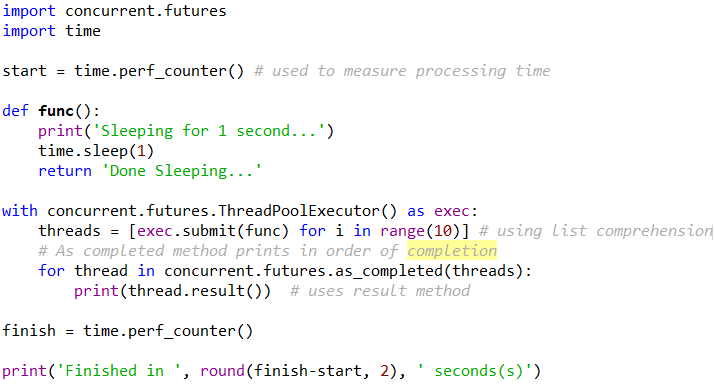 import concurrent.futures
import time
start = time.perf_counter() # used to measure processing time
def func():
print('Sleeping for 1 second...')
time.sleep(1)
return 'Done Sleeping...'
with concurrent.futures.ThreadPoolExecutor() as exec:
threads = [exec.submit(func) for i in range(10)] # using list comprehension
# As completed method prints in order of completion
for thread in concurrent.futures.as_completed(threads):
print(thread.result())  # uses result method
finish = time.perf_counter()
print('Finished in ', round(finish-start, 2), ' seconds(s)')